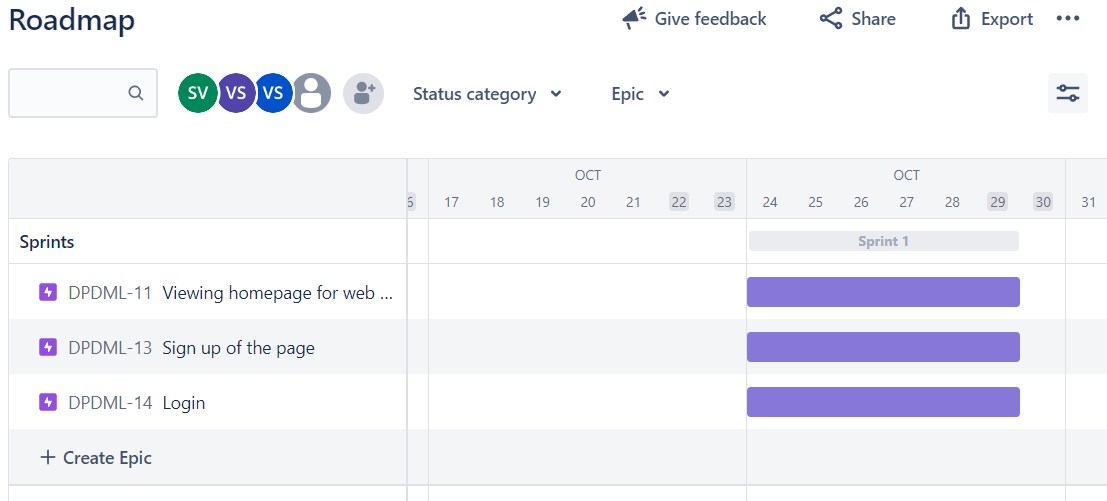 Roadmap
Give feedback
Share
Export
SV VS VS
Status category
Epic
OCT OCT
6 17 18 19 20 21 22 23 24 25 26 27 28 29 30 31
Sprints
Sprint 1
DPDML-11 Viewing homepage for web ...
DPDML-13 Sign up of the page
DPDML-14 Login
+ Create Epic